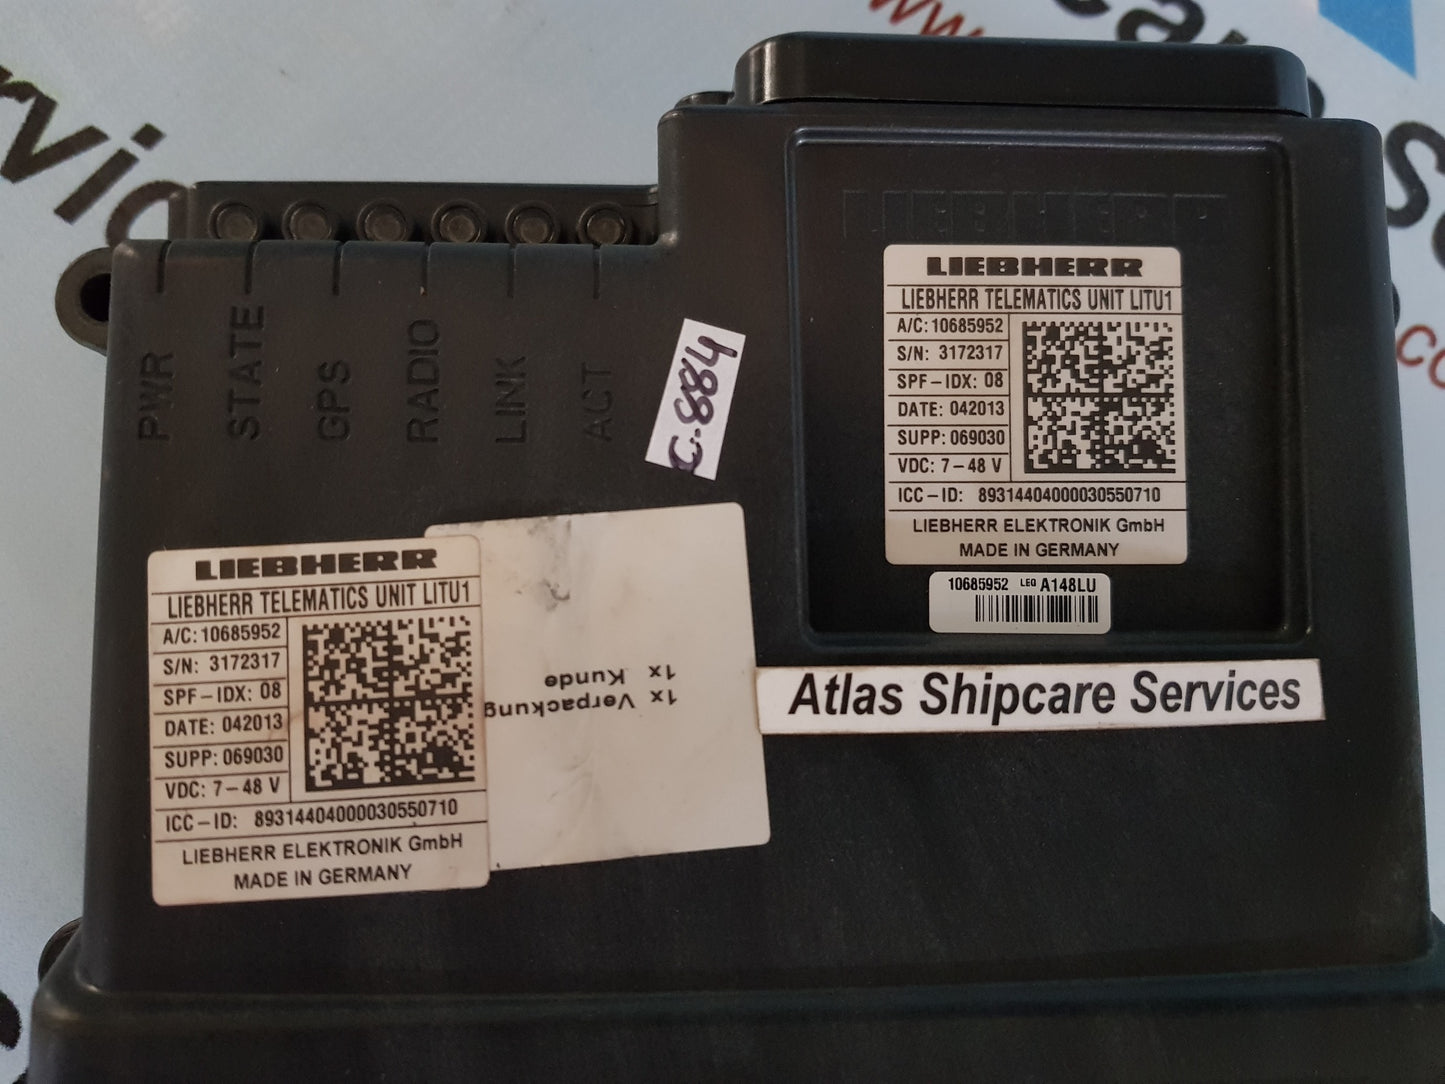 PWR
STATE
GPS
RADIO
LINK
ACT
C.884
LIEBHERR
LIEBHERR
LIEBHERR TELEMATICS UNIT LITU1
A/C: 10685952
S/N: 3172317
SPF-IDX: 08
DATE: 042013
SUPP: 069030
VDC: 7-48 V
ICC-ID: 89314404000030550710
LIEBHERR ELEKTRONIK GmbH
MADE IN GERMANY
10685952 LEG A148LU
Atlas Shipcare Services
LIEBHERR
LIEBHERR TELEMATICS UNIT LITU1
A/C: 10685952
S/N: 3172317
SPF-IDX: 08
DATE: 042013
SUPP: 069030
VDC: 7-48 V
ICC-ID: 89314404000030550710
LIEBHERR ELEKTRONIK GmbH
MADE IN GERMANY
1x Verpackung
1x Kunde